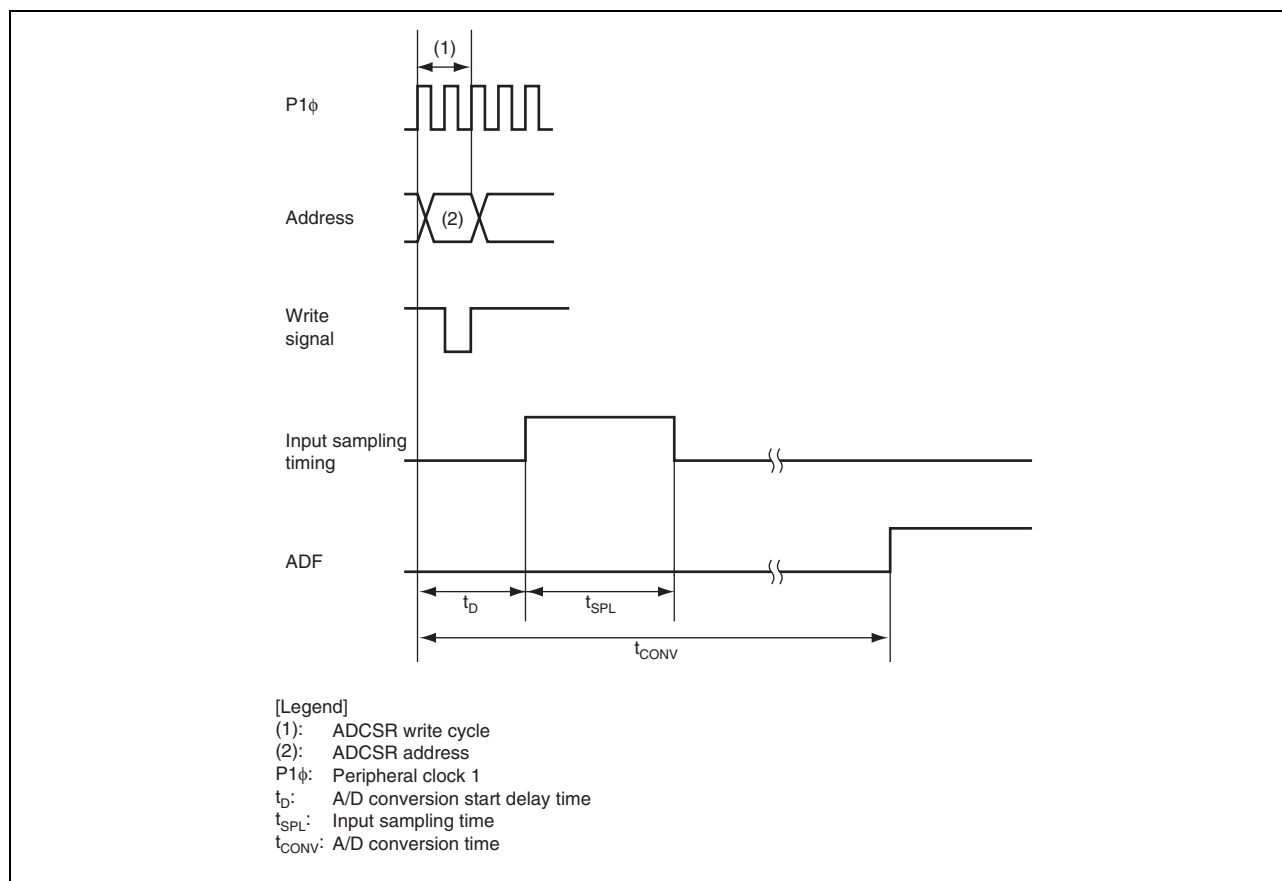 (1)
P1ϕ
Address
(2)
Write
signal
Input sampling
timing
ADF
tD
tSPL
tCONV
[Legend]
(1): ADCSR write cycle
(2): ADCSR address
P1ϕ: Peripheral clock 1
tD: A/D conversion start delay time
tSPL: Input sampling time
tCONV: A/D conversion time